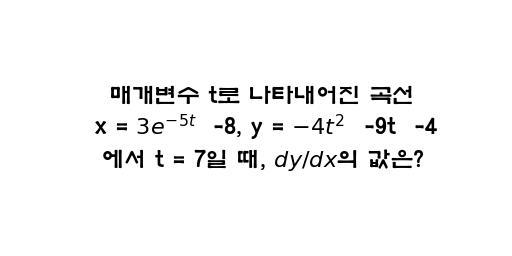 매개변수 t로 나타내어진 곡선
x = $3e^{-5t}$ -8, y = $-4t^2$ -9t -4
에서 t = 7일 때, $dy/dx$의 값은?